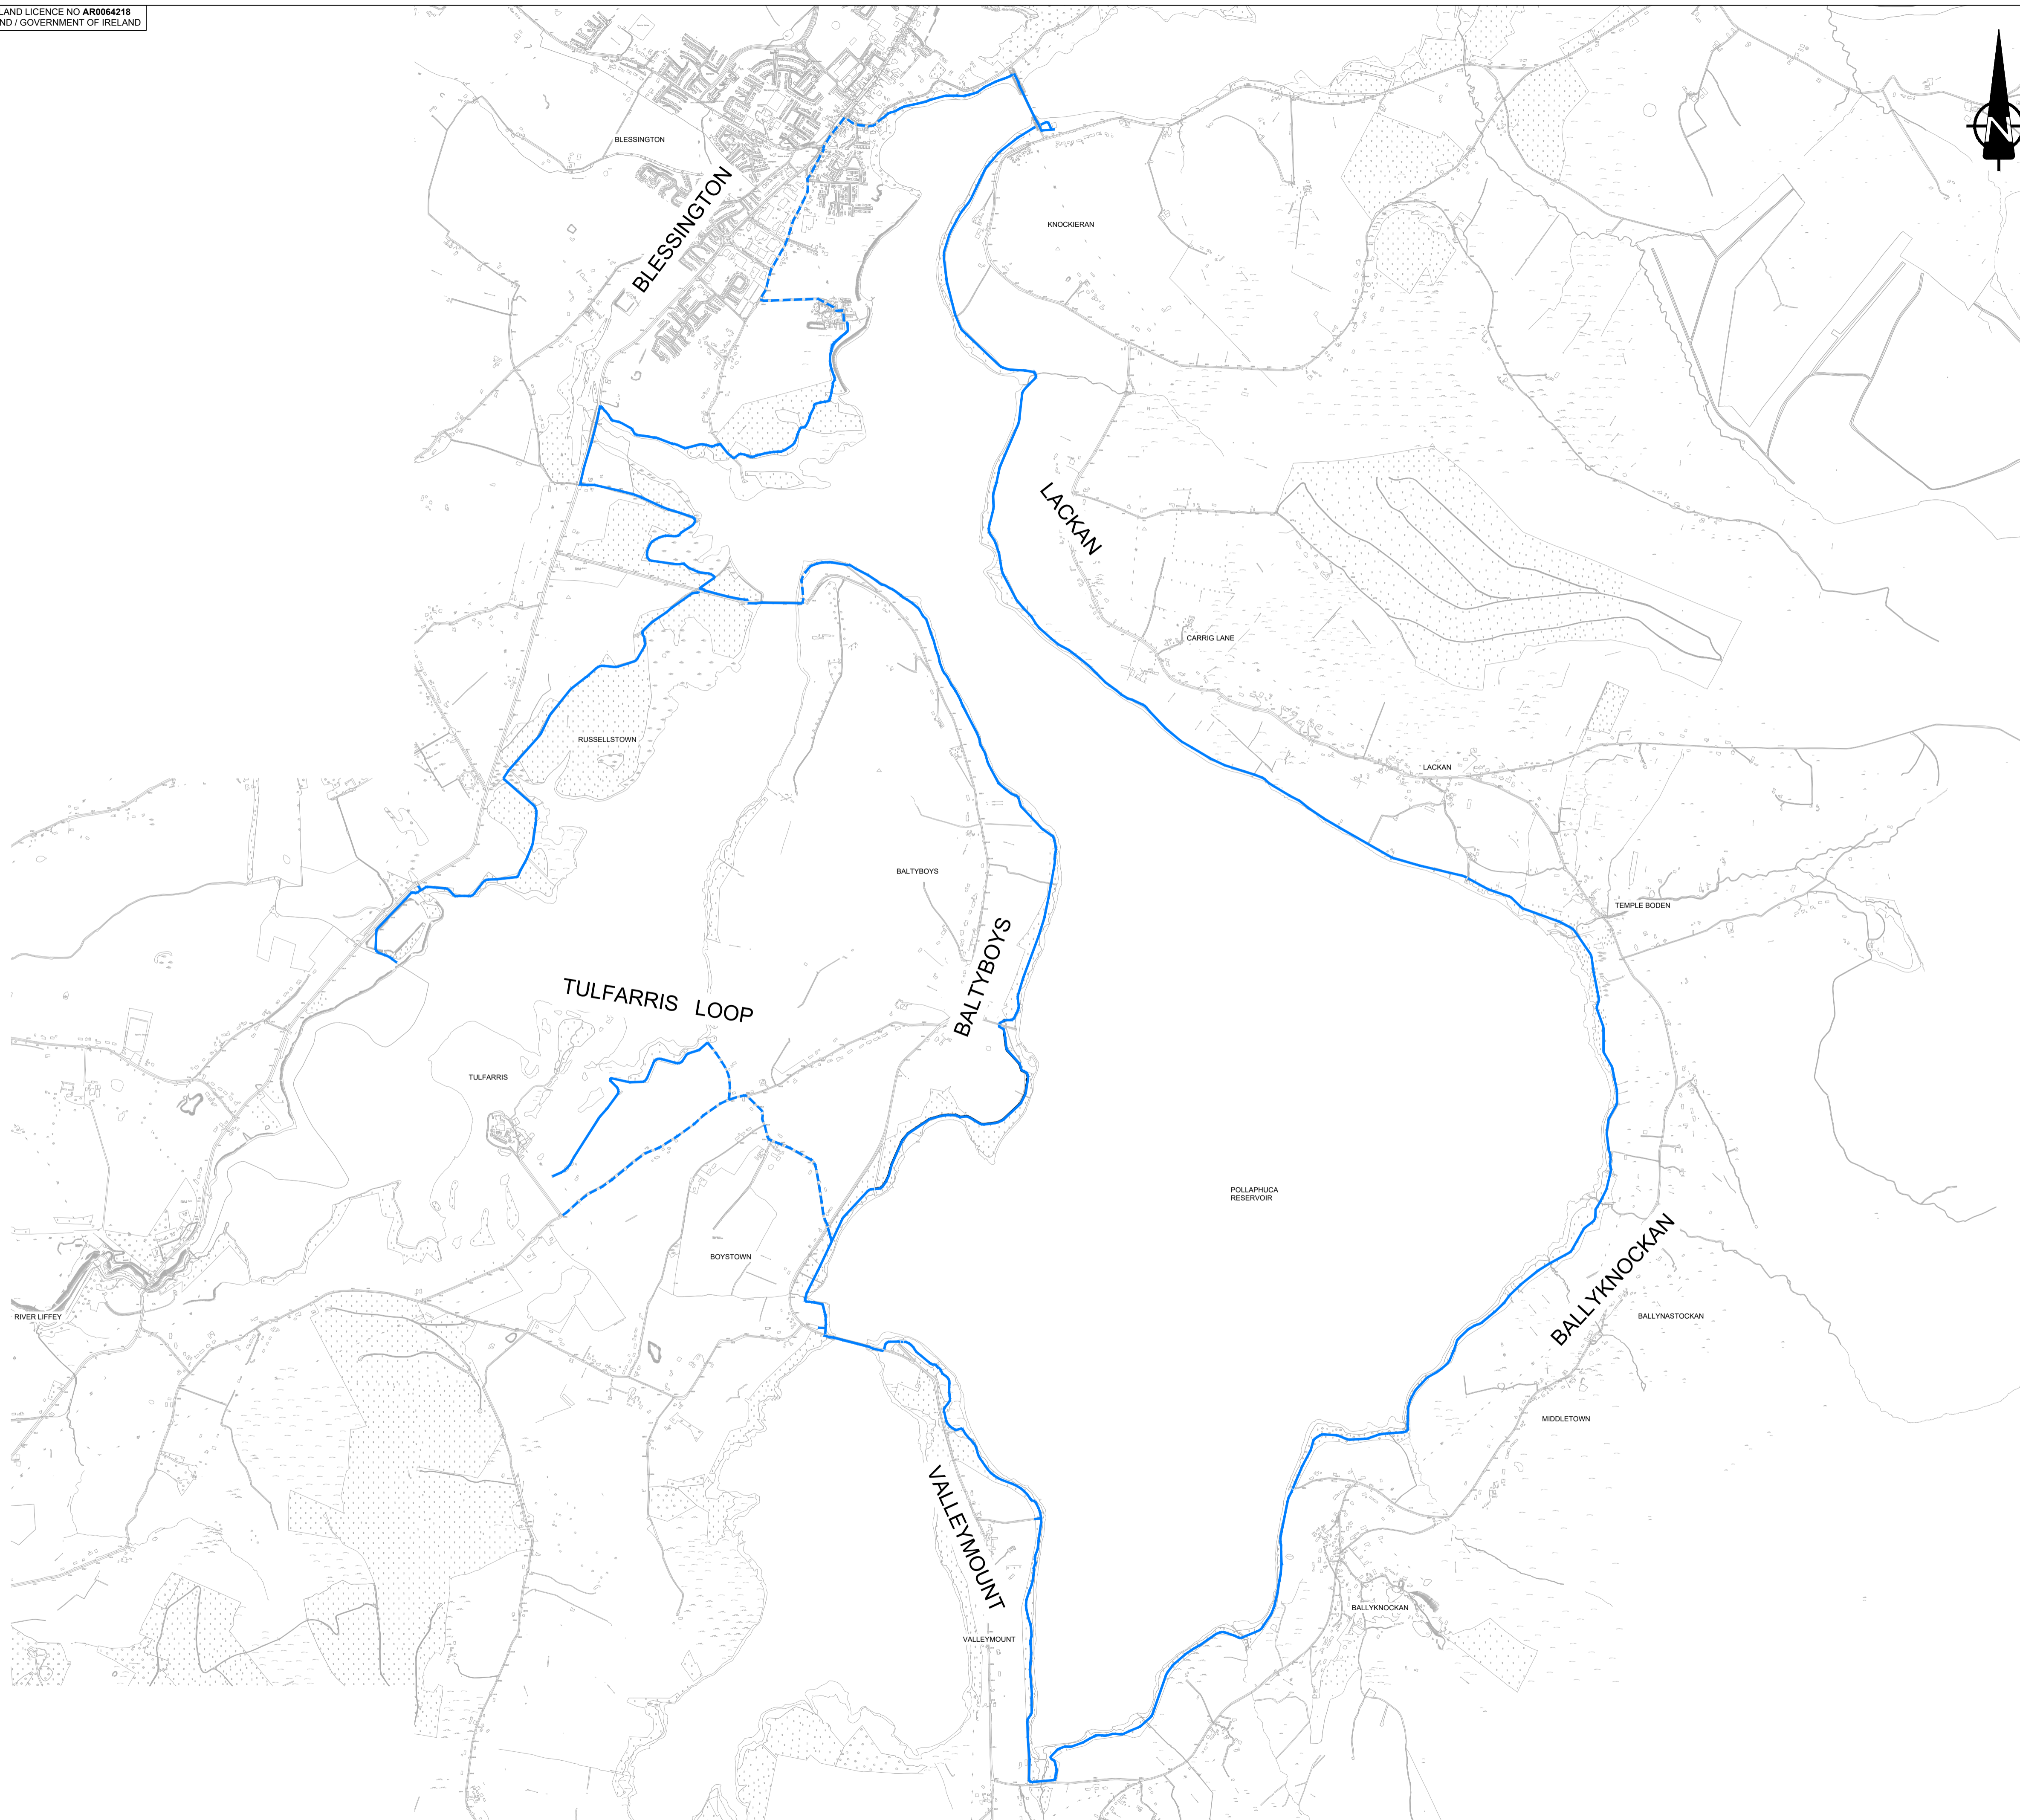 LAND LICENCE NO AR0064218
ND / GOVERNMENT OF IRELAND
N
BLESSINGTON
BLESSINGTON
KNOCKIERAN
LACKAN
CARRIG LANE
RUSSELLSTOWN
LACKAN
BALTYBOYS
TEMPLE BODEN
BALTYBOYS
TULFARRIS LOOP
TULFARRIS
POLLAPHUCA
RESERVOIR
BOYSTOWN
BALLYKNOCKAN
RIVER LIFFEY
BALLYNASTOCKAN
MIDDLETOWN
VALLEYMOUNT
BALLYKNOCKAN
VALLEYMOUNT